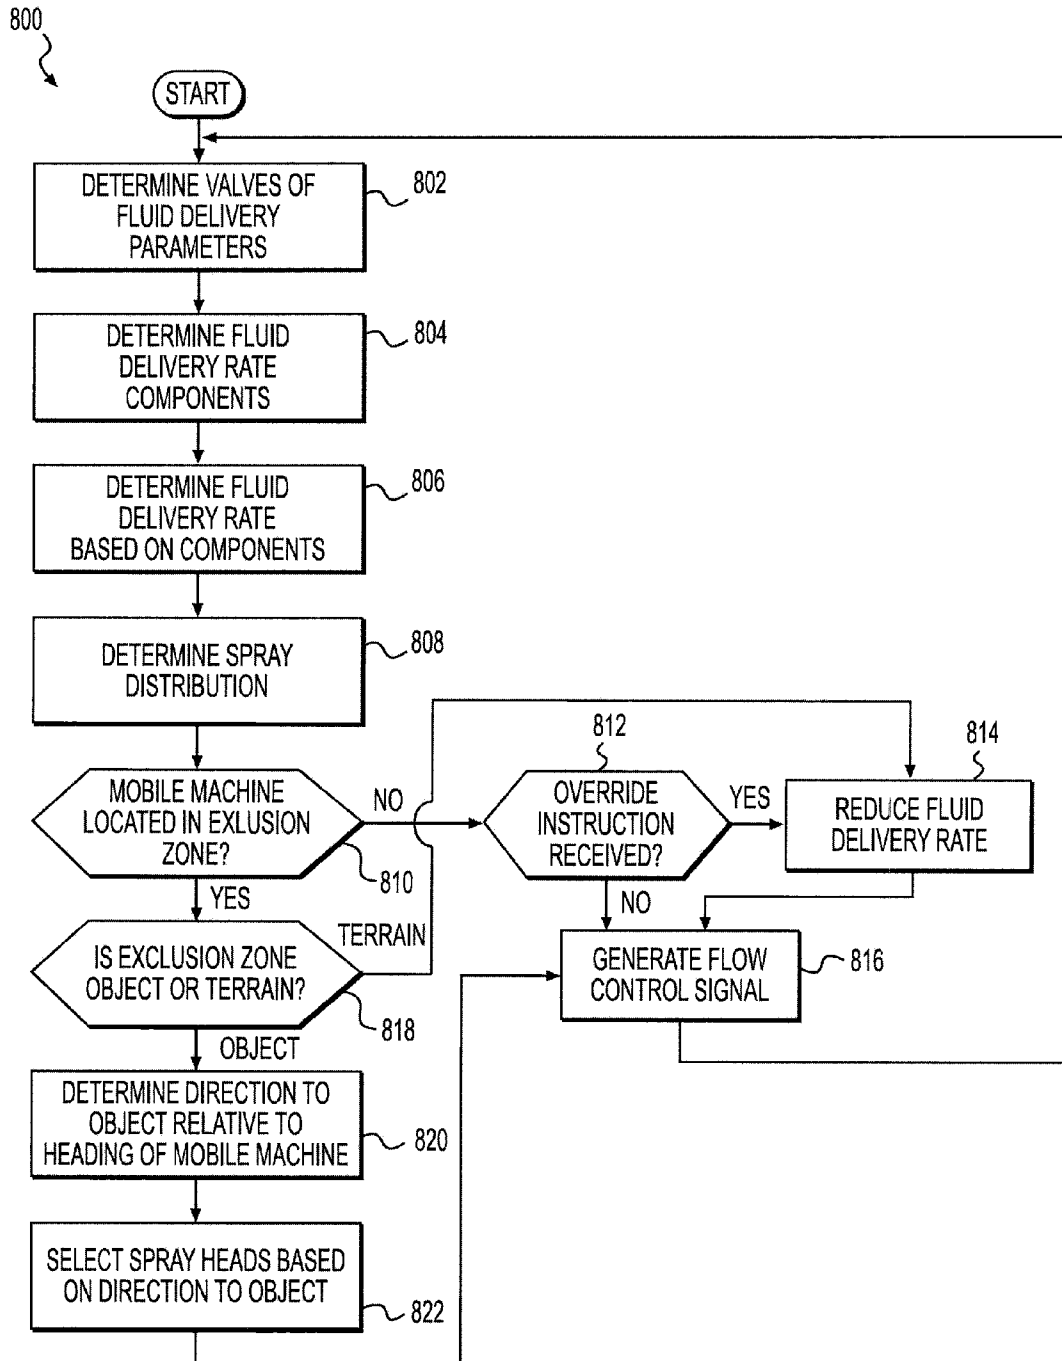 800
START
DETERMINE VALVES OF
FLUID DELIVERY
PARAMETERS
802
DETERMINE FLUID
DELIVERY RATE
COMPONENTS
804
DETERMINE FLUID
DELIVERY RATE
BASED ON COMPONENTS
806
DETERMINE SPRAY
DISTRIBUTION
808
MOBILE MACHINE
LOCATED IN EXLUSION
ZONE?
810
NO
YES
OVERRIDE
INSTRUCTION
RECEIVED?
812
YES
NO
REDUCE FLUID
DELIVERY RATE
814
GENERATE FLOW
CONTROL SIGNAL
816
IS EXCLUSION ZONE
OBJECT OR TERRAIN?
818
TERRAIN
OBJECT
DETERMINE DIRECTION TO
OBJECT RELATIVE TO
HEADING OF MOBILE MACHINE
820
SELECT SPRAY HEADS BASED
ON DIRECTION TO OBJECT
822